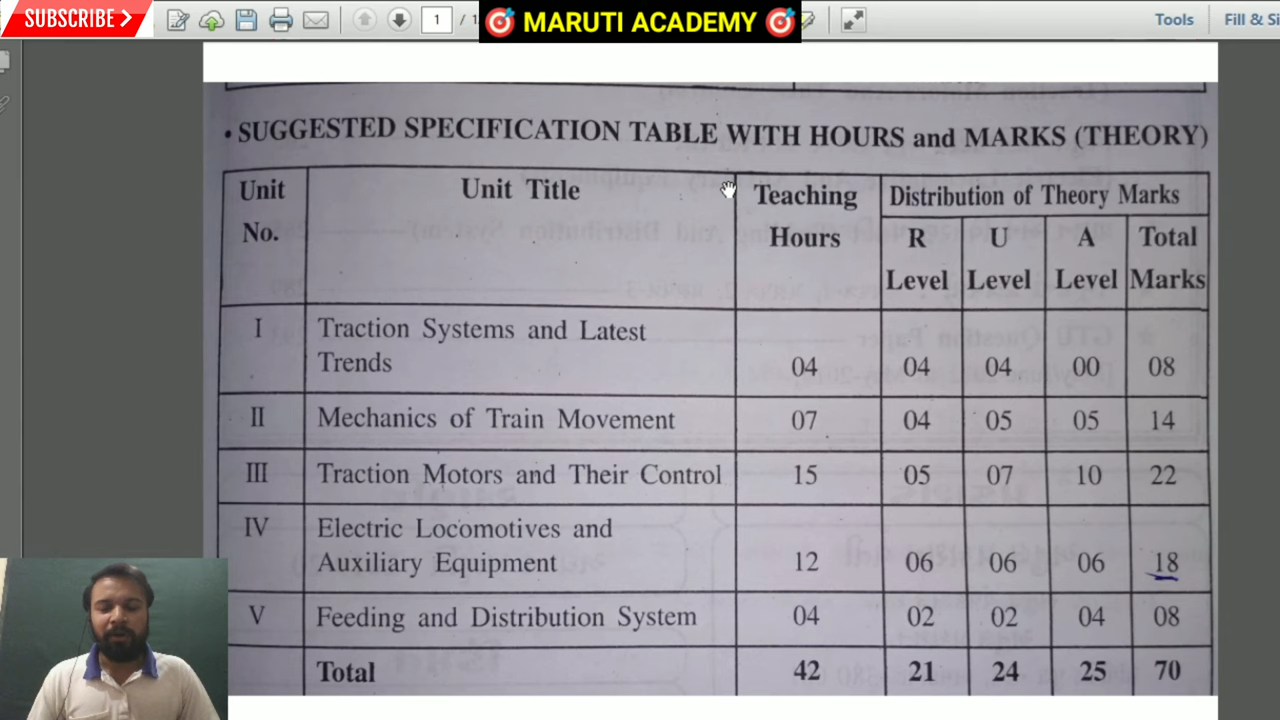 SUBSCRIBE
1 / 1
🎯 MARUTI ACADEMY 🎯
Tools
Fill & Si
• SUGGESTED SPECIFICATION TABLE WITH HOURS and MARKS (THEORY)
Unit No. Unit Title Teaching Hours Distribution of Theory Marks
R Level U Level A Level Total Marks
I Traction Systems and Latest
Trends 04 04 04 00 08
II Mechanics of Train Movement 07 04 05 05 14
III Traction Motors and Their Control 15 05 07 10 22
IV Electric Locomotives and
Auxiliary Equipment 12 06 06 06 18
V Feeding and Distribution System 04 02 02 04 08
Total 42 21 24 25 70